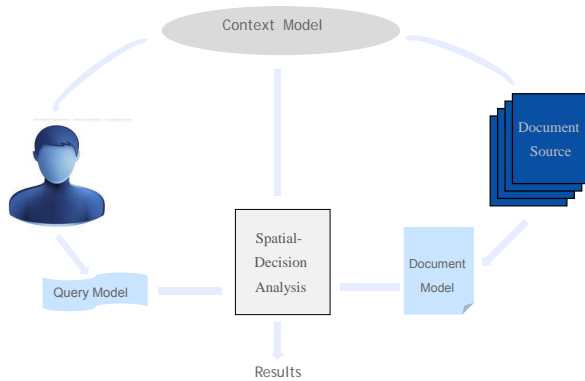 Context Model
Document
Source
Spatial-
Decision
Analysis
Query Model
Document
Model
Results